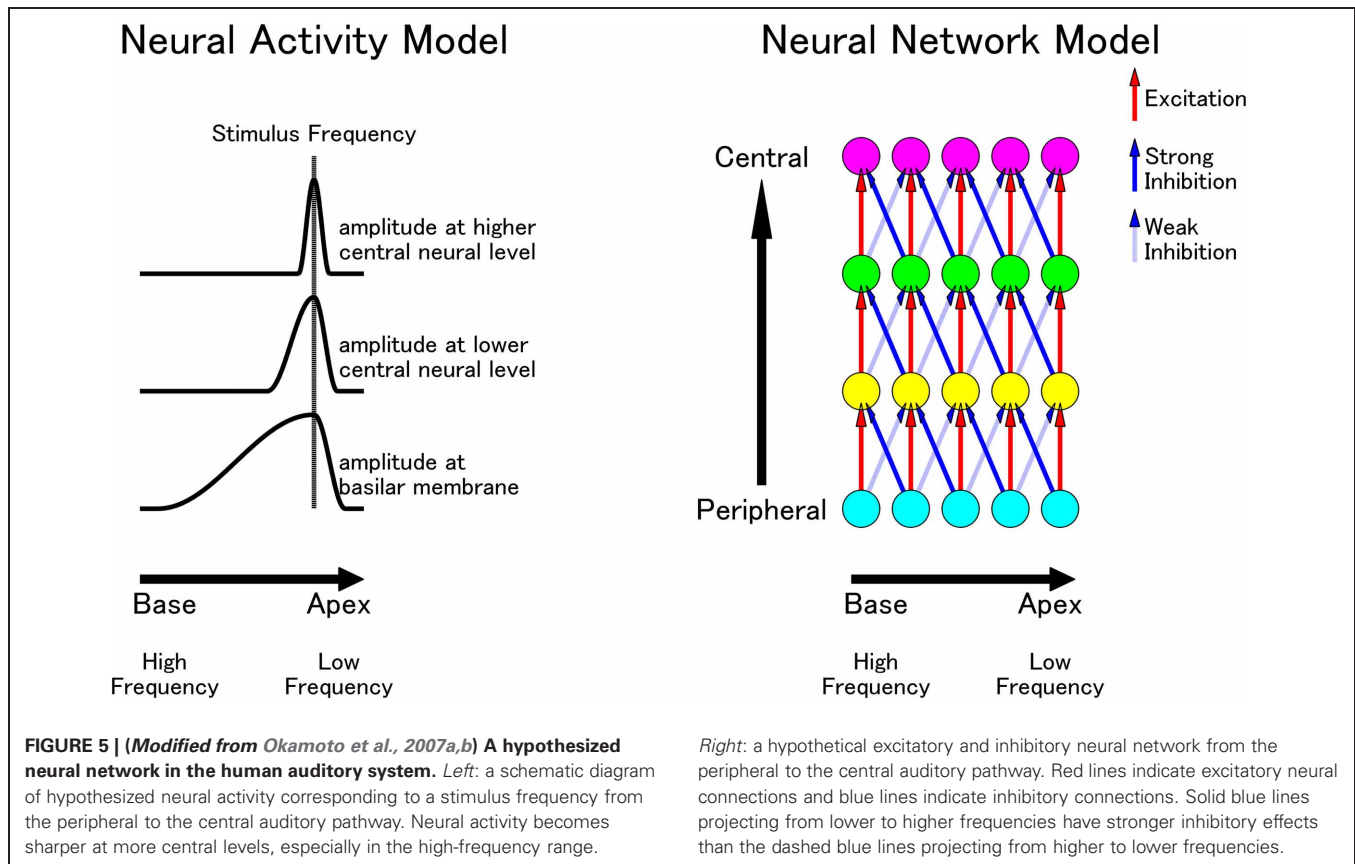 Neural Activity Model
Stimulus Frequency
amplitude at higher
central neural level
amplitude at lower
central neural level
amplitude at
basilar membrane
Base
Apex
High
Frequency
Low
Frequency
Neural Network Model
Excitation
Strong
Inhibition
Weak
Inhibition
Central
Peripheral
Base
Apex
High
Frequency
Low
Frequency
FIGURE 5 | (Modified from Okamoto et al., 2007a,b) A hypothesized
neural network in the human auditory system. Left: a schematic diagram
of hypothesized neural activity corresponding to a stimulus frequency from
the peripheral to the central auditory pathway. Neural activity becomes
sharper at more central levels, especially in the high-frequency range.
Right: a hypothetical excitatory and inhibitory neural network from the
peripheral to the central auditory pathway. Red lines indicate excitatory neural
connections and blue lines indicate inhibitory connections. Solid blue lines
projecting from lower to higher frequencies have stronger inhibitory effects
than the dashed blue lines projecting from higher to lower frequencies.